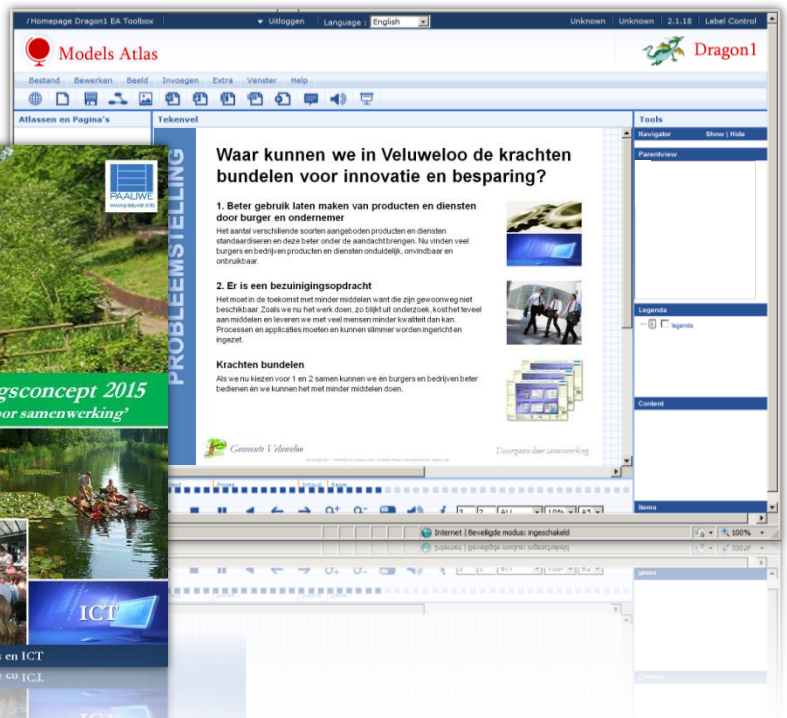 /Homepage Dragon1 EA Toolbox
Uitloggen
Language :
English
Unknown
Unknown
2.1.18
Label Control
Models Atlas
Dragon1
Bestand Bewerken Beeld Invoegen Extra Venster Help
Atlassen en Pagina's
Tekenvel
Tools
Navigator
Show | Hide
Parentview
PROBLEEMSTELLING
Waar kunnen we in Veluweloo de krachten
bundelen voor innovatie en besparing?
1. Beter gebruik laten maken van producten en diensten
door burger en ondernemer
Het aantal verschillende soorten aangeboden producten en diensten
standaardiseren en deze beter onder de aandacht brengen. Nu vinden veel
burgers en bedrijven producten en diensten onduidelijk, onvindbaar en
onbruikbaar.
2. Er is een bezuinigingsopdracht
Het moet in de toekomst met minder middelen want die zijn gewoonweg niet
beschikbaar. Zoals we nu het werk doen, zo blijkt uit onderzoek, kost het teveel
aan middelen en leveren we met veel mensen minder kwaliteit dan kan.
Processen en applicaties moeten en kunnen slimmer worden ingericht en
ingezet.
Krachten bundelen
Als we nu kiezen voor 1 en 2 samen kunnen we én burgers en bedrijven beter
bedienen én we kunnen het met minder middelen doen.
Gemeente Veluweloo
Duurzaam door samenwerking
Legenda
legenda
Content
Items
PAAUWE
gsconcept 2015
oor samenwerking'
ICT
s en ICT
Internet | Beveiligde modus: ingeschakeld
100%